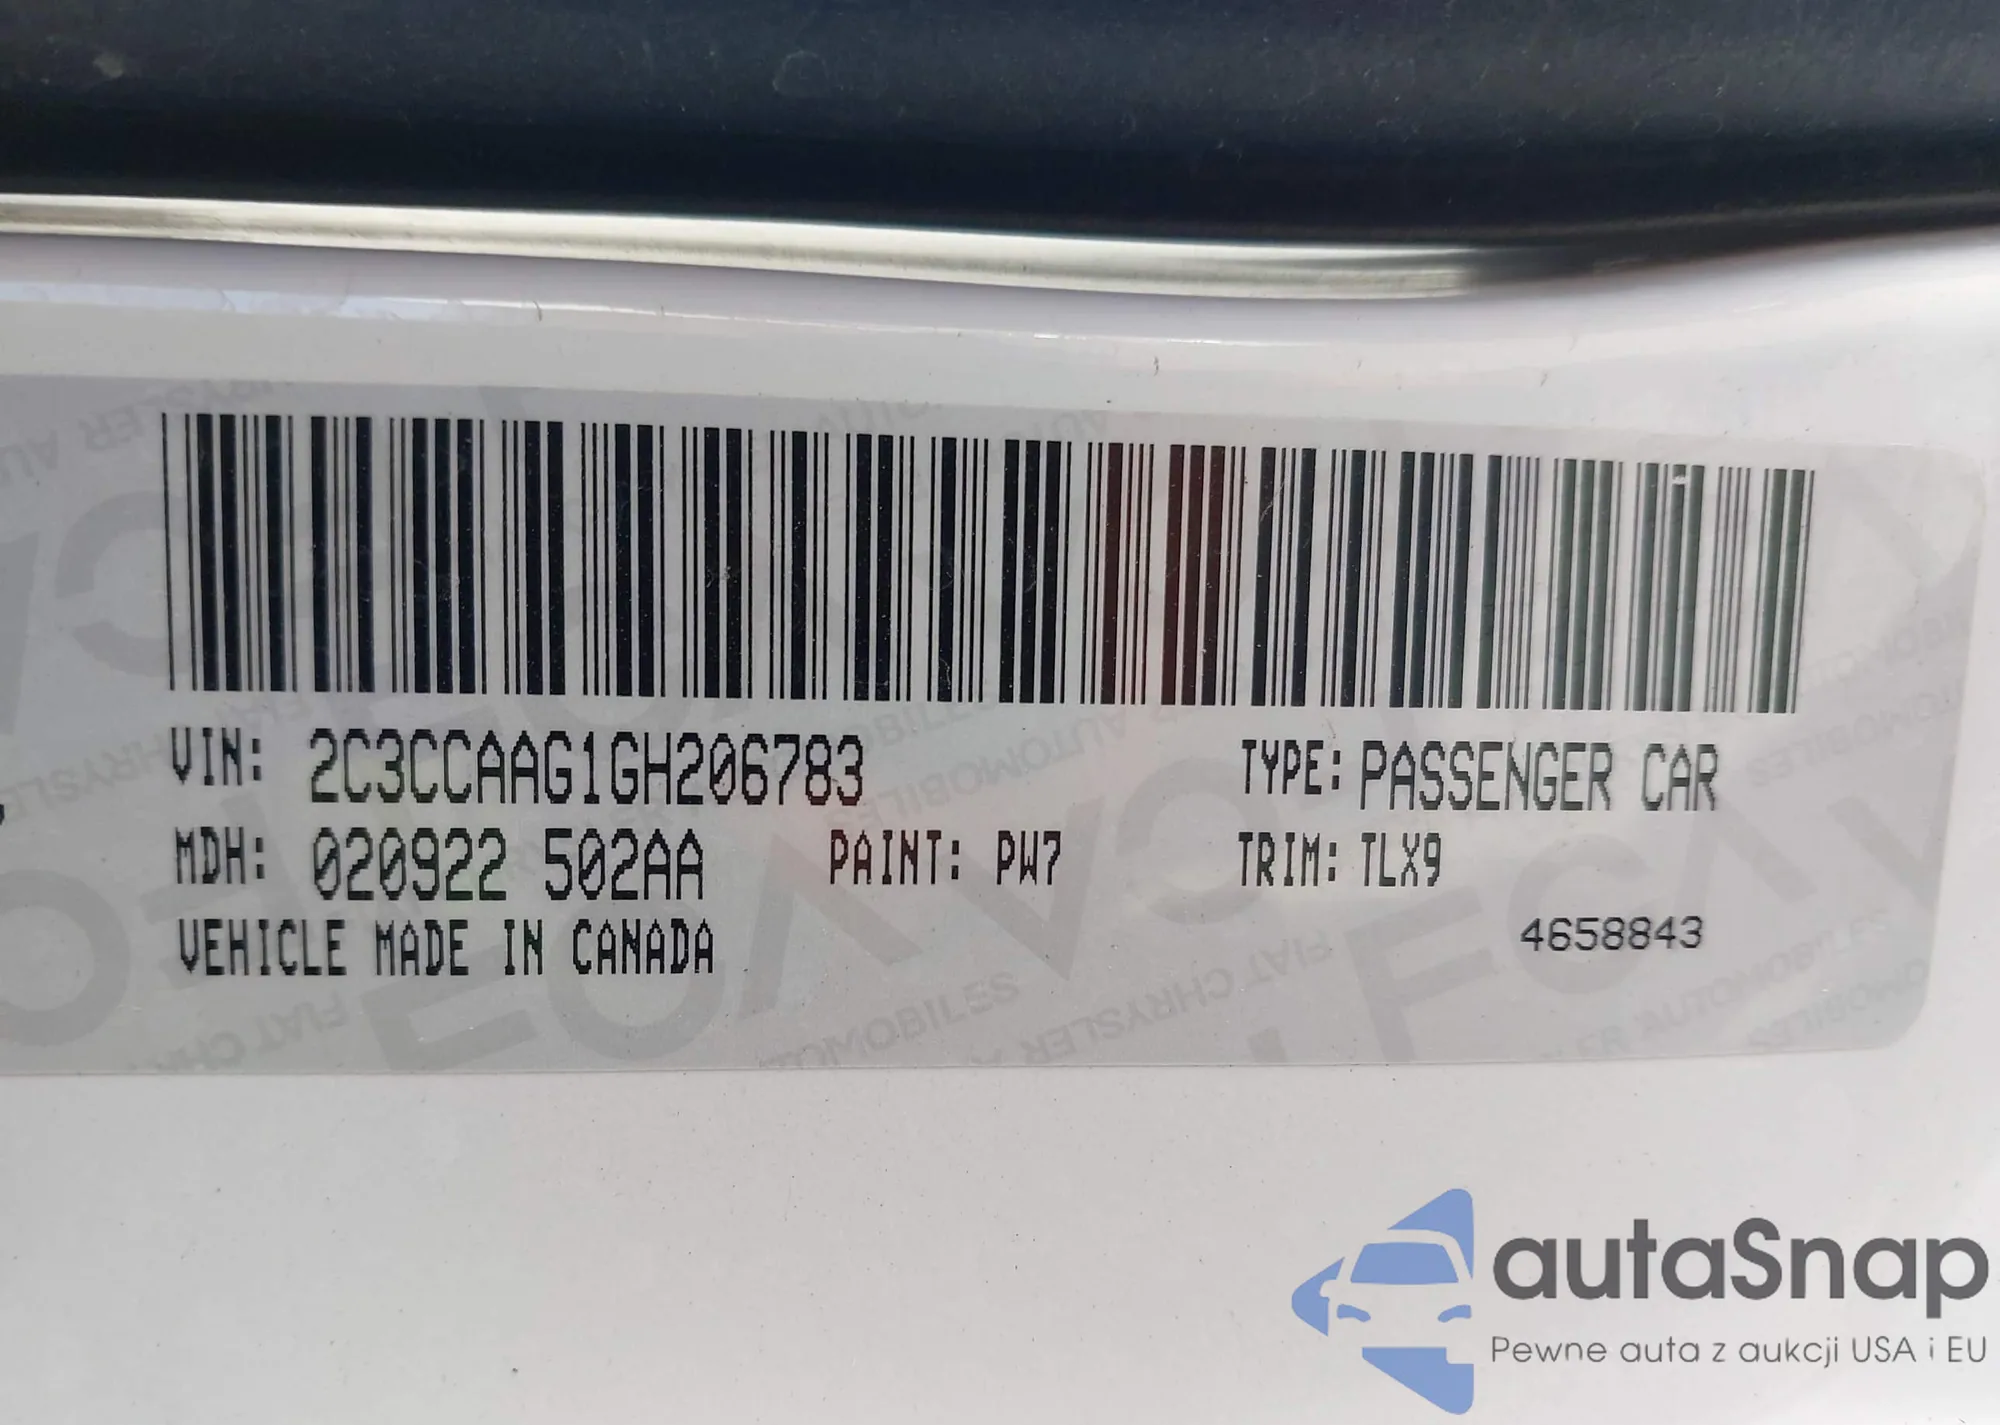 VIN: 2C3CCAAG1GH206783 TYPE: PASSENGER CAR
MDH: 020922 502AA PAINT: PW7 TRIM: TLX9
VEHICLE MADE IN CANADA 4658843
autaSnap
Pewne auta z aukcji USA i EU